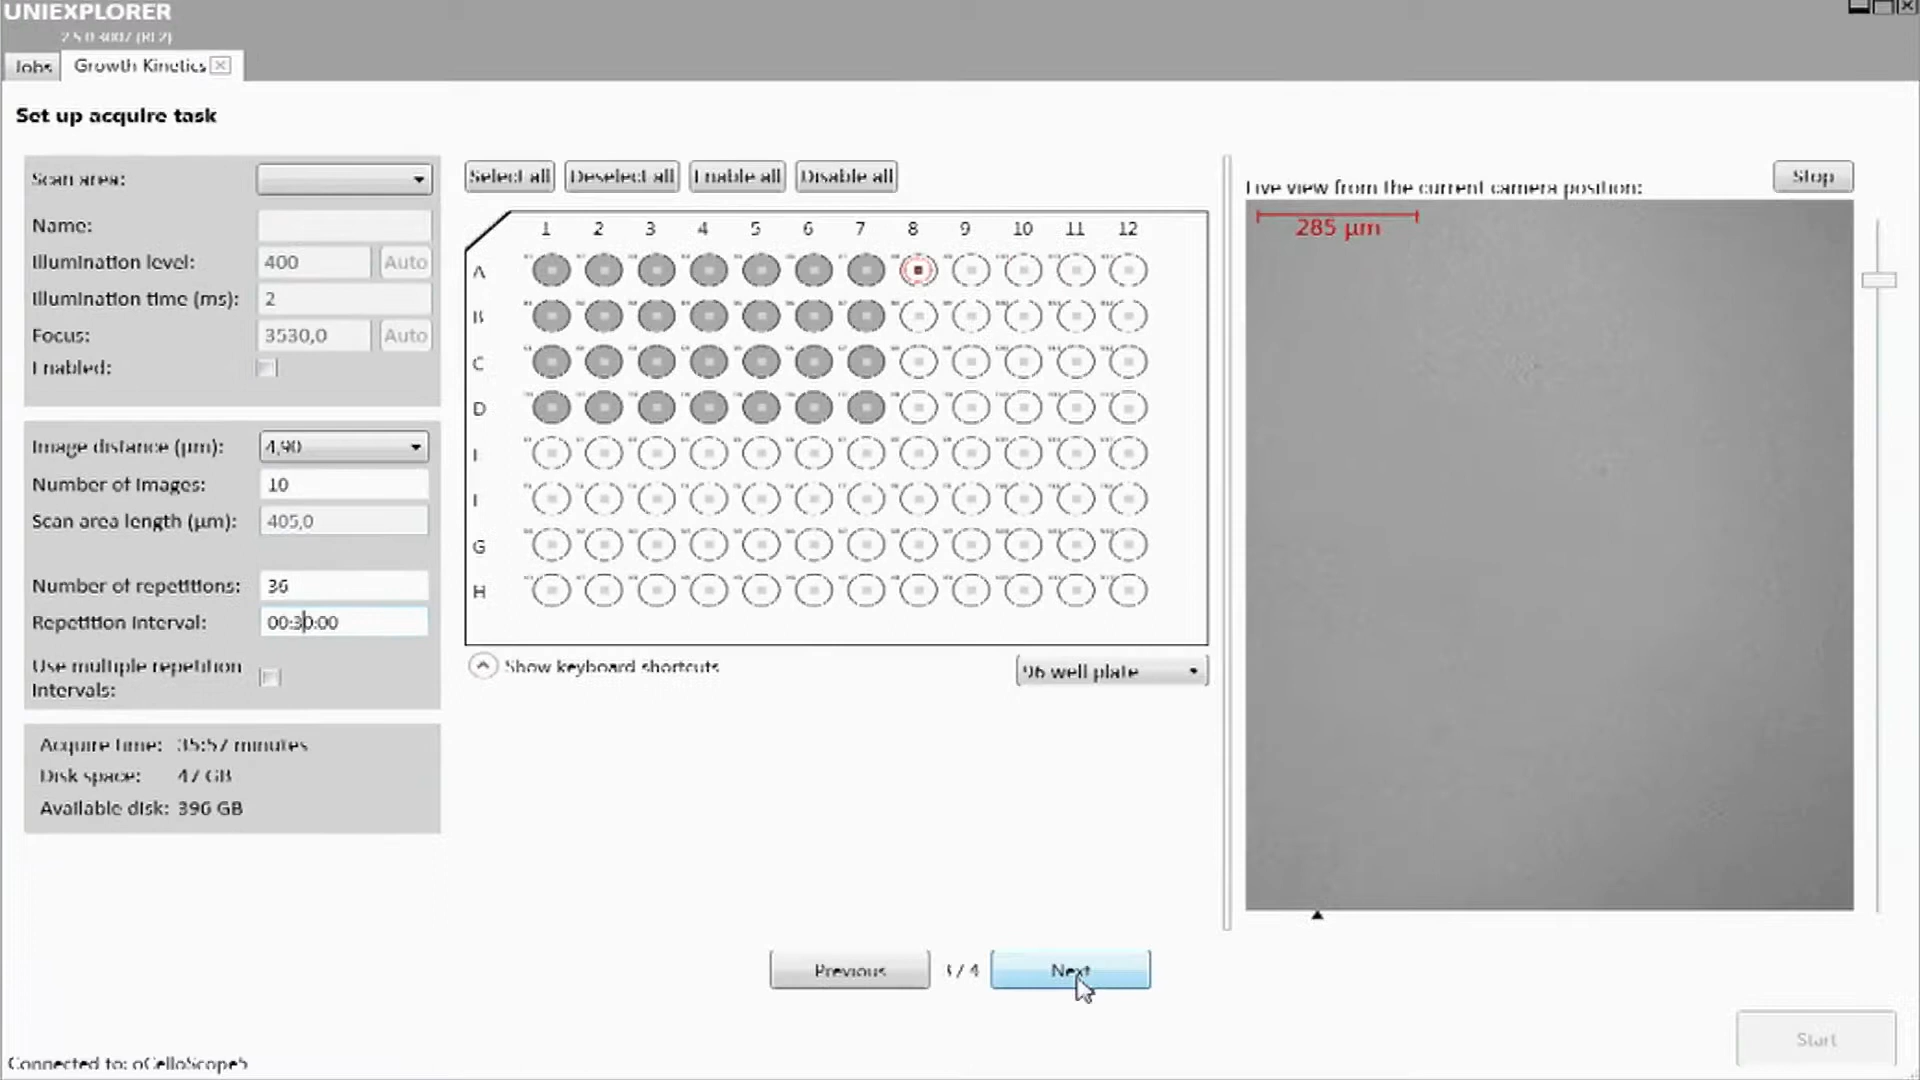 UNIEXPLORER
Jobs
Growth Kinetics
Set up acquire task
Scan area:
Name:
Illumination level: 400 Auto
Illumination time (ms): 2
Focus: 3530,0 Auto
Enabled:
Image distance (µm): 4,90
Number of images: 10
Scan area length (µm): 405,0
Number of repetitions: 36
Repetition interval: 00:30:00
Use multiple repetition
intervals:
Acquire time: 35:57 minutes
Disk space: 47 GB
Available disk: 396 GB
Select all Deselect all Enable all Disable all
1 2 3 4 5 6 7 8 9 10 11 12
A
B
C
D
E
F
G
H
Show keyboard shortcuts
96 well plate
Live view from the current camera position:
Stop
285 µm
Previous 3 / 4 Next
Start
Connected to: oCelloScope5